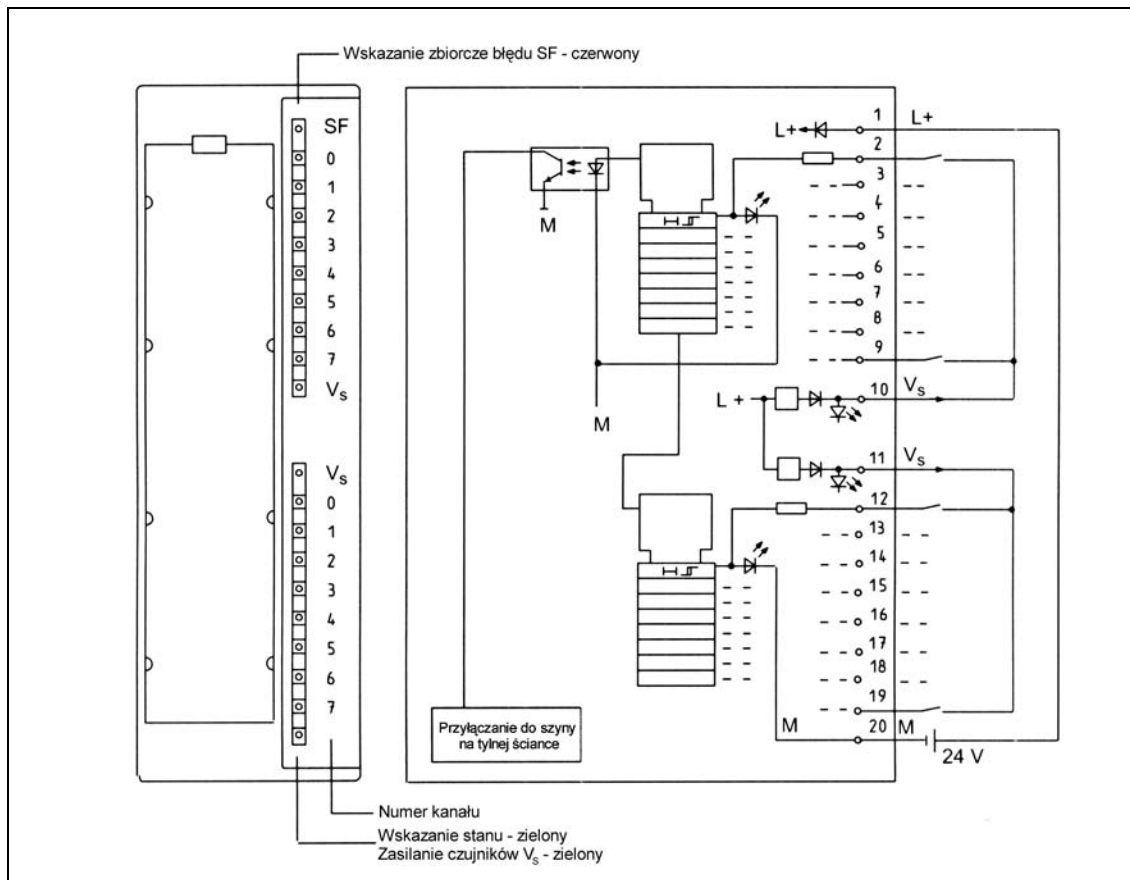 Wskazanie zbiorcze błędu SF - czerwony
SF
0
1
2
3
4
5
6
7
Vs
Vs
0
1
2
3
4
5
6
7
Numer kanału
Wskazanie stanu - zielony
Zasilanie czujników Vs - zielony
L+
1
L+
2
3
4
5
6
7
8
9
M
M
L +
10
Vs
11
Vs
12
13
14
15
16
17
18
19
M
20
M
24 V
Przyłączanie do szyny
na tylnej ściance